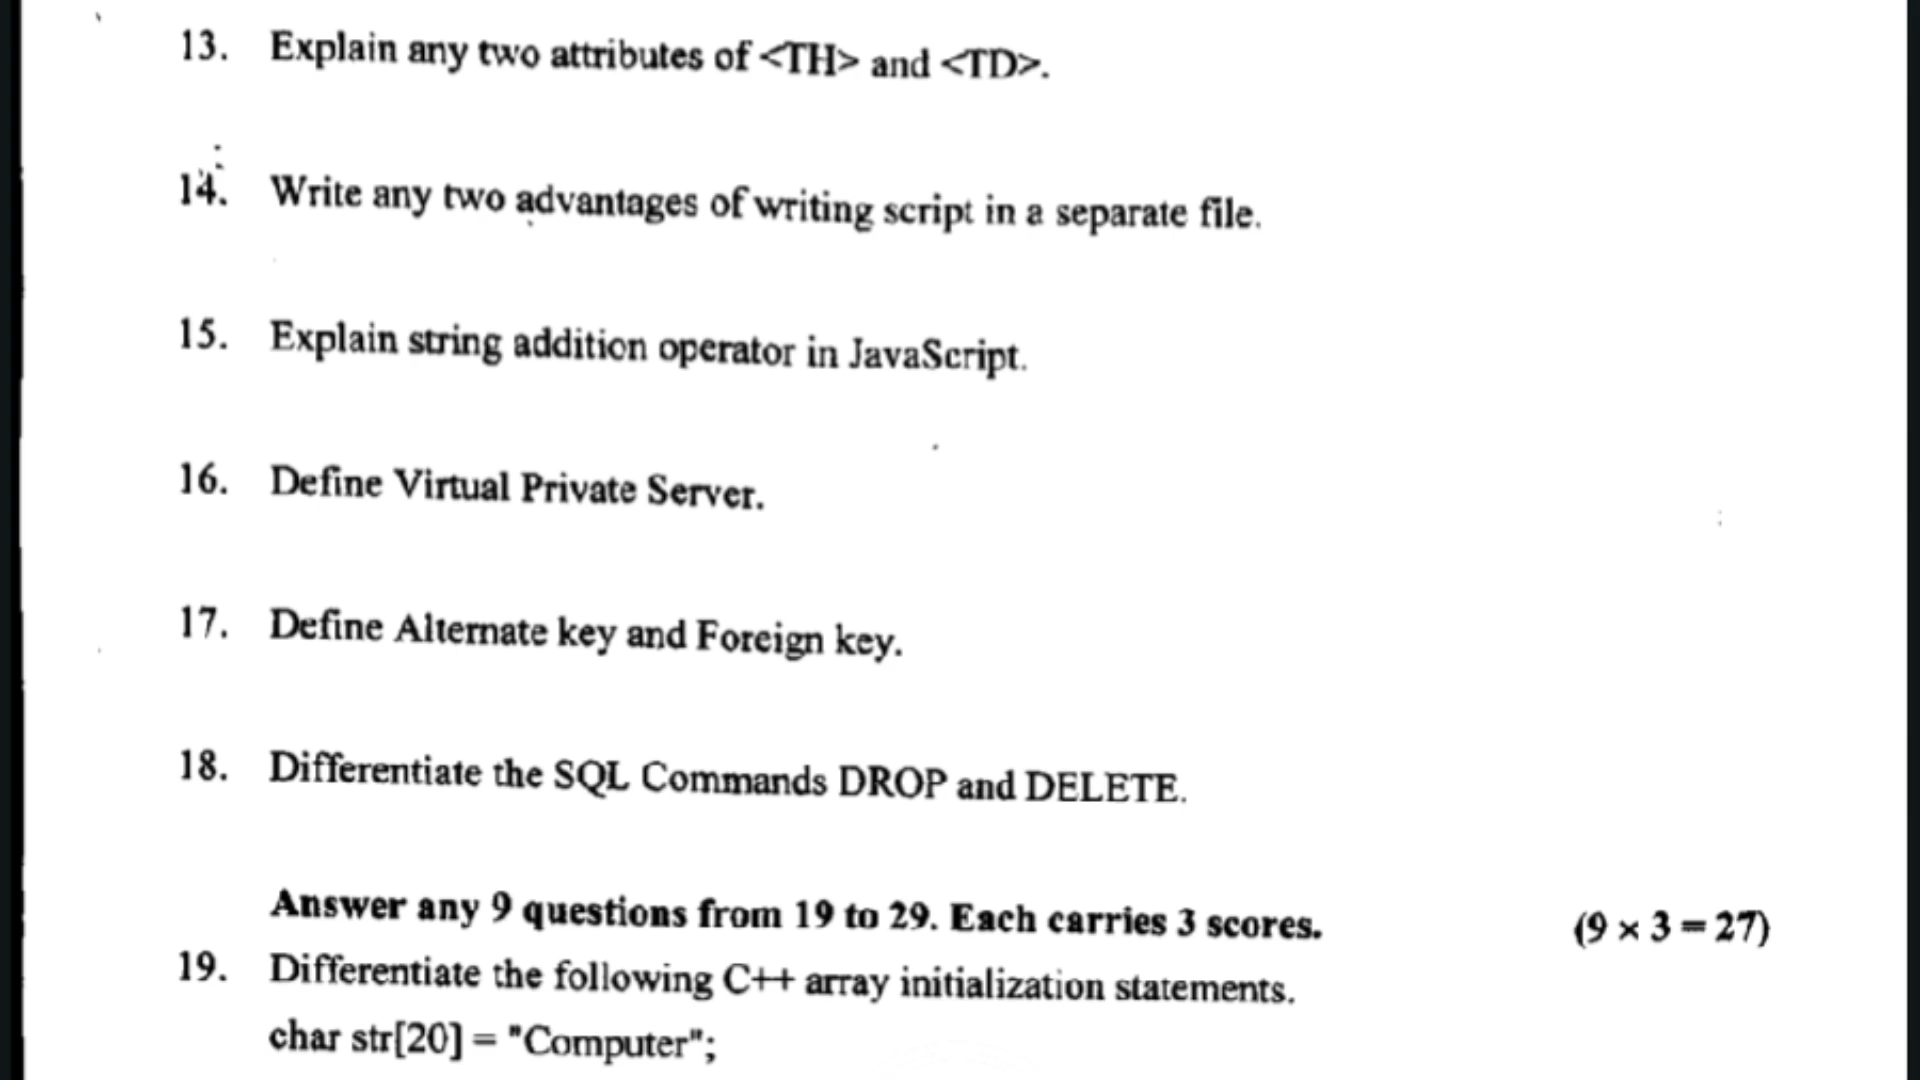 13. Explain any two attributes of <TH> and <TD>.
14. Write any two advantages of writing script in a separate file.
15. Explain string addition operator in JavaScript.
16. Define Virtual Private Server.
17. Define Alternate key and Foreign key.
18. Differentiate the SQL Commands DROP and DELETE.
Answer any 9 questions from 19 to 29. Each carries 3 scores. (9 × 3 = 27)
19. Differentiate the following C++ array initialization statements.
char str[20] = "Computer";